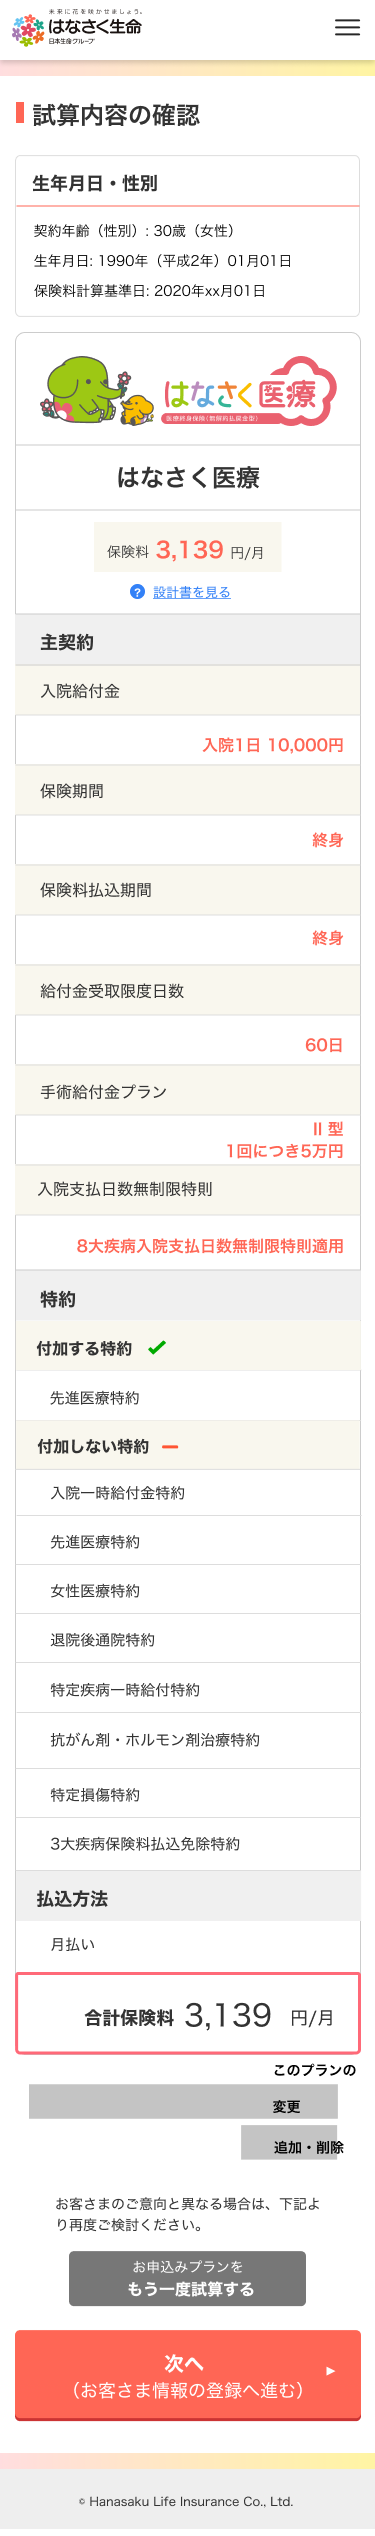 未来に花を咲かせましょう。
はなさく生命
日本生命グループ
試算内容の確認
生年月日・性別
契約年齢（性別）: 30歳（女性）
生年月日: 1990年（平成2年）01月01日
保険料計算基準日: 2020年xx月01日
はなさく医療
医療終身保険(無解約払戻金型)
はなさく医療
保険料 3,139 円/月
? 設計書を見る
主契約
入院給付金
入院1日 10,000円
保険期間
終身
保険料払込期間
終身
給付金受取限度日数
60日
手術給付金プラン
II 型
1回につき5万円
入院支払日数無制限特則
8大疾病入院支払日数無制限特則適用
特約
付加する特約
先進医療特約
付加しない特約
入院一時給付金特約
先進医療特約
女性医療特約
退院後通院特約
特定疾病一時給付特約
抗がん剤・ホルモン剤治療特約
特定損傷特約
3大疾病保険料払込免除特約
払込方法
月払い
合計保険料 3,139 円/月
このプランの
変更
追加・削除
お客さまのご意向と異なる場合は、下記よ
り再度ご検討ください。
お申込みプランを
もう一度試算する
次へ
（お客さま情報の登録へ進む）
© Hanasaku Life Insurance Co., Ltd.